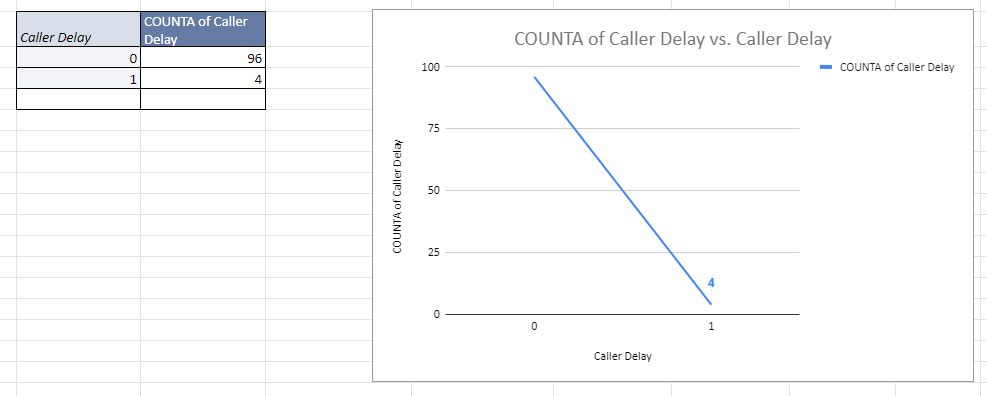 Caller Delay
COUNTA of Caller
Delay
0 96
1 4
COUNTA of Caller Delay vs. Caller Delay
COUNTA of Caller Delay
COUNTA of Caller Delay
100
75
50
25
0
4
0 1
Caller Delay